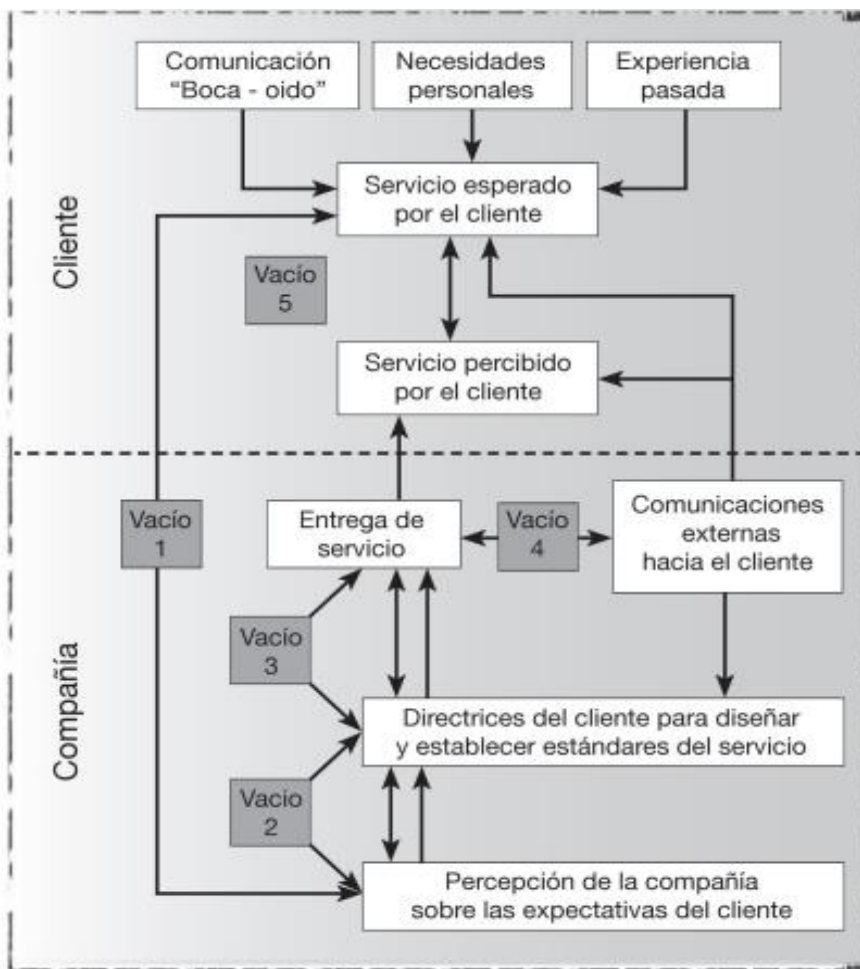 Comunicación
“Boca - oido”
Necesidades
personales
Experiencia
pasada
Cliente
Servicio esperado
por el cliente
Vacío
5
Servicio percibido
por el cliente
Vacío
1
Entrega de
servicio
Vacío
4
Comunicaciones
externas
hacia el cliente
Compañía
Vacío
3
Directrices del cliente para diseñar
y establecer estándares del servicio
Vacío
2
Percepción de la compañía
sobre las expectativas del cliente